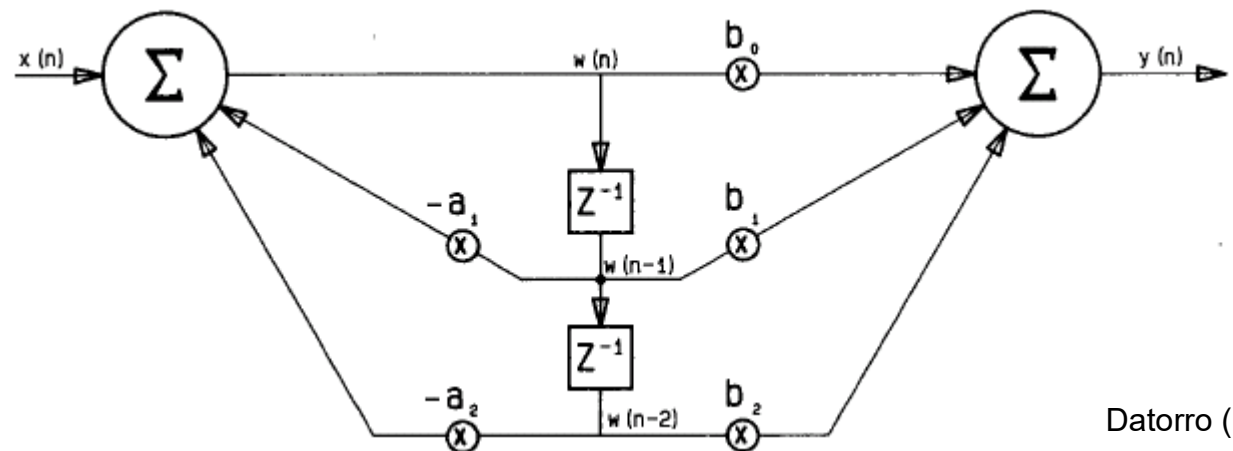 x (n)
Σ
w (n)
b₀
Σ
y (n)
Z⁻¹
-a₁
b₁
x
x
x
w (n-1)
Z⁻¹
-a₂
b₂
w (n-2)
x
x
Datorro (